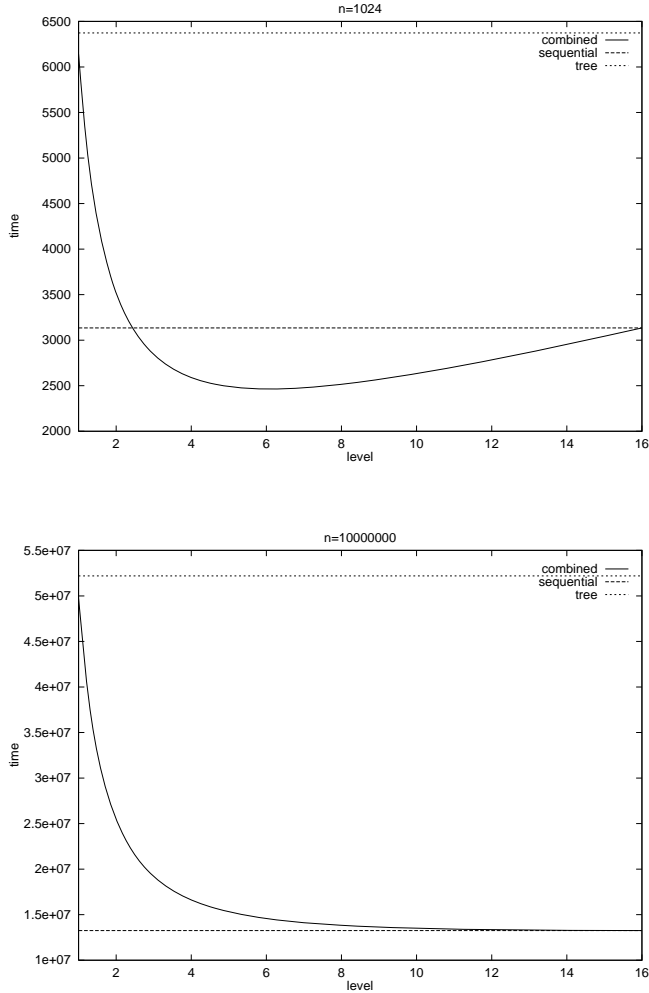 n=1024
6500
6000
5500
5000
4500
4000
3500
3000
2500
2000
time
combined
sequential
tree
2 4 6 8 10 12 14 16
level
n=10000000
5.5e+07
5e+07
4.5e+07
4e+07
3.5e+07
3e+07
2.5e+07
2e+07
1.5e+07
1e+07
time
combined
sequential
tree
2 4 6 8 10 12 14 16
level